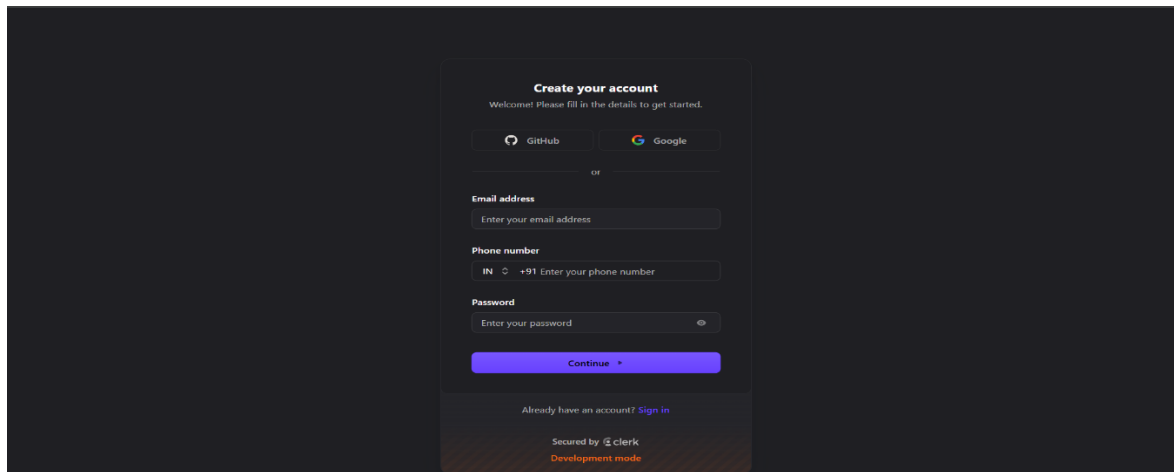 Create your account
Welcome! Please fill in the details to get started.
GitHub Google
or
Email address
Enter your email address
Phone number
IN +91 Enter your phone number
Password
Enter your password
Continue
Already have an account? Sign in
Secured by clerk
Development mode